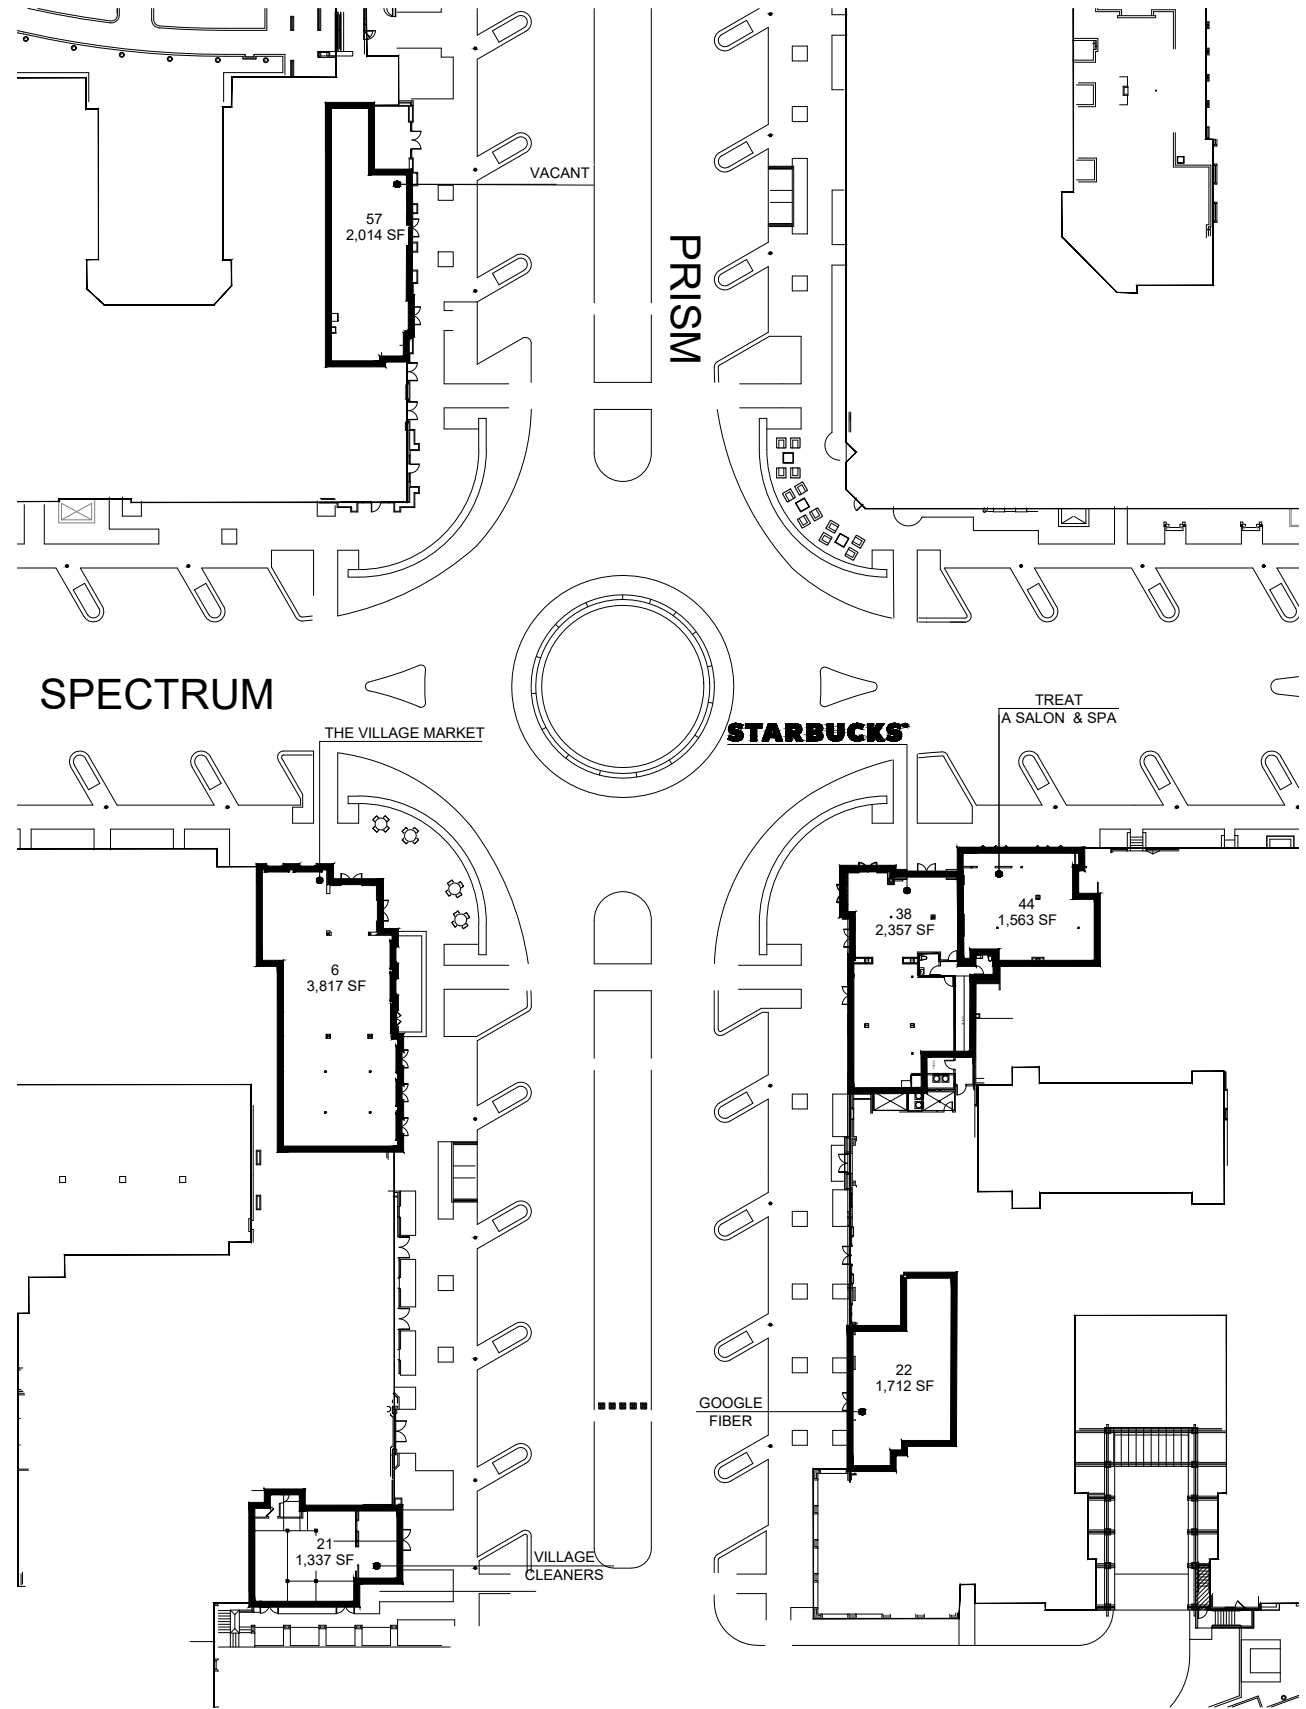 VACANT
57
2,014 SF
PRISM
SPECTRUM
THE VILLAGE MARKET
STARBUCKS
TREAT
A SALON & SPA
6
3,817 SF
38
2,357 SF
44
1,563 SF
22
1,712 SF
GOOGLE
FIBER
21
1,337 SF
VILLAGE
CLEANERS